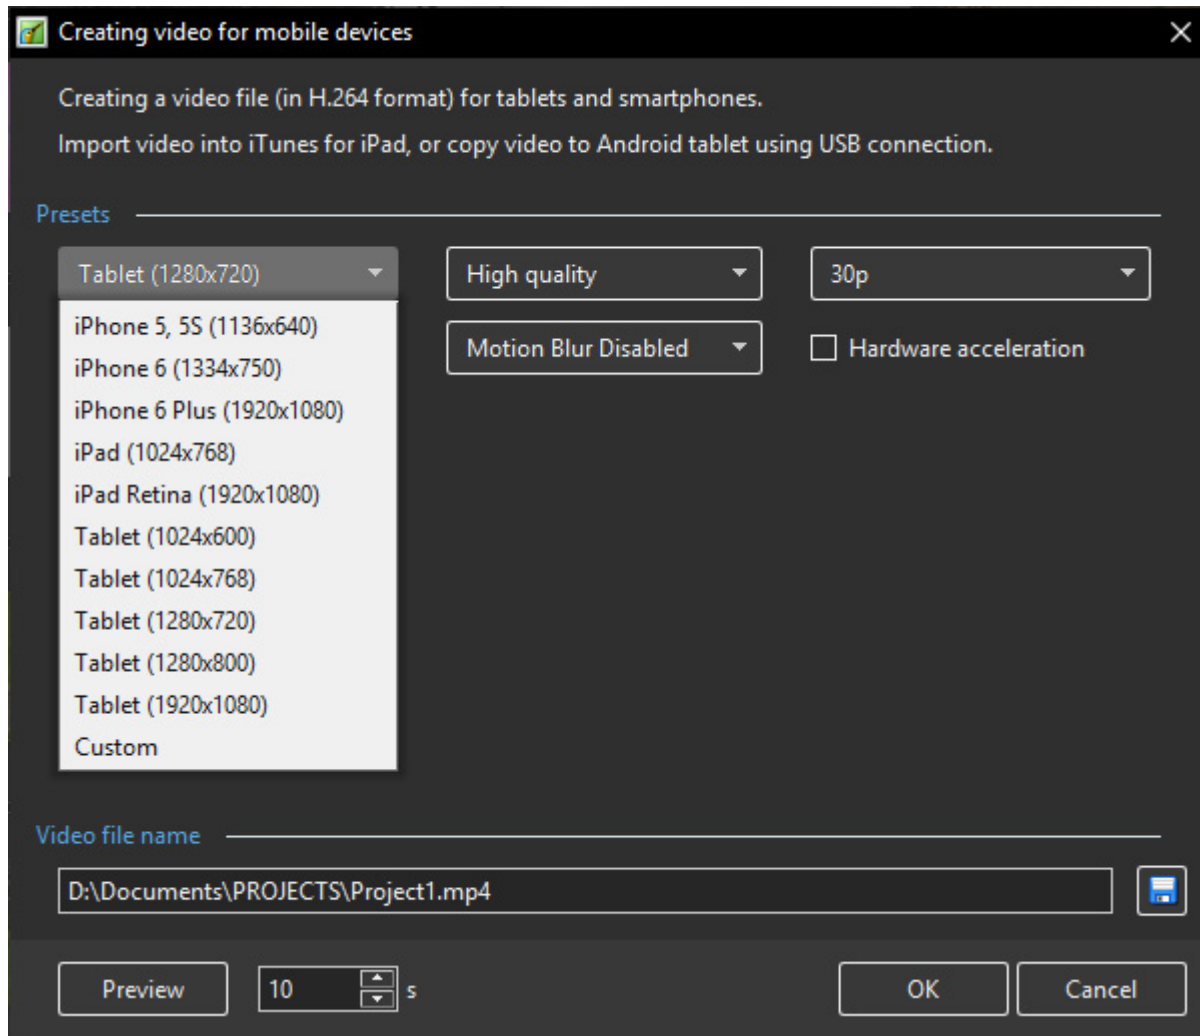 Creating video for mobile devices
Creating a video file (in H.264 format) for tablets and smartphones.
Import video into iTunes for iPad, or copy video to Android tablet using USB connection.
Presets
Tablet (1280x720)
High quality
30p
iPhone 5, 5S (1136x640)
Motion Blur Disabled
Hardware acceleration
iPhone 6 (1334x750)
iPhone 6 Plus (1920x1080)
iPad (1024x768)
iPad Retina (1920x1080)
Tablet (1024x600)
Tablet (1024x768)
Tablet (1280x720)
Tablet (1280x800)
Tablet (1920x1080)
Custom
Video file name
D:\Documents\PROJECTS\Project1.mp4
Preview
10
s
OK
Cancel